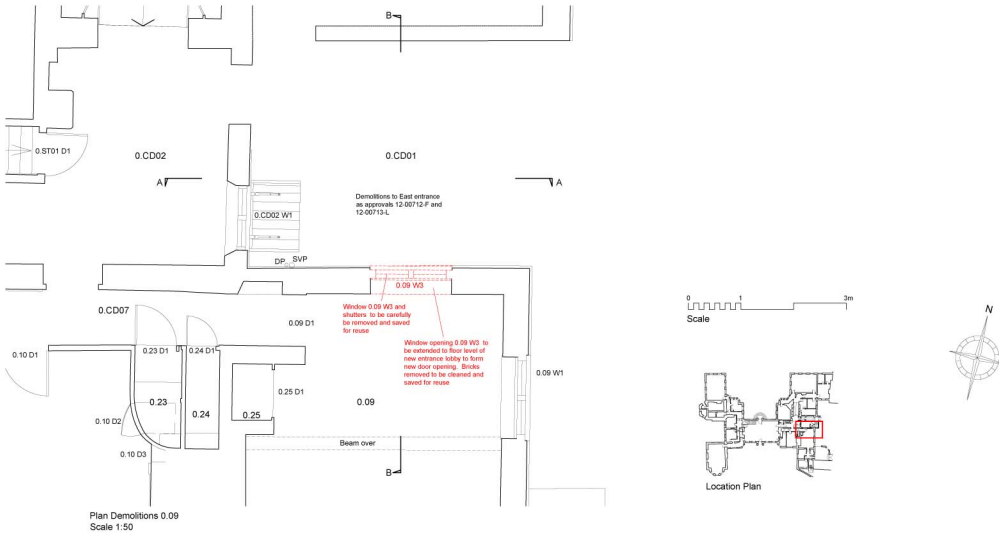 B
0.ST01 D1
0.CD02
0.CD01
A
A
Demolitions to East entrance
as approvals 12-00712-F and
12-00713-L
0.CD02 W1
DP
SVP
0.09 W3
0.CD07
Window 0.09 W3 and
shutters to be carefully
be removed and saved
for reuse
0.09 D1
Window opening 0.09 W3 to
be extended to floor level of
new entrance lobby to form
new door opening. Bricks
removed to be cleaned and
saved for reuse
0.10 D1
0.23 D1
0.24 D1
0.09 W1
0.25 D1
0.23
0.24
0.25
0.09
0.10 D2
Beam over
0.10 D3
B
Plan Demolitions 0.09
Scale 1:50
0 1 3m
Scale
N
Location Plan